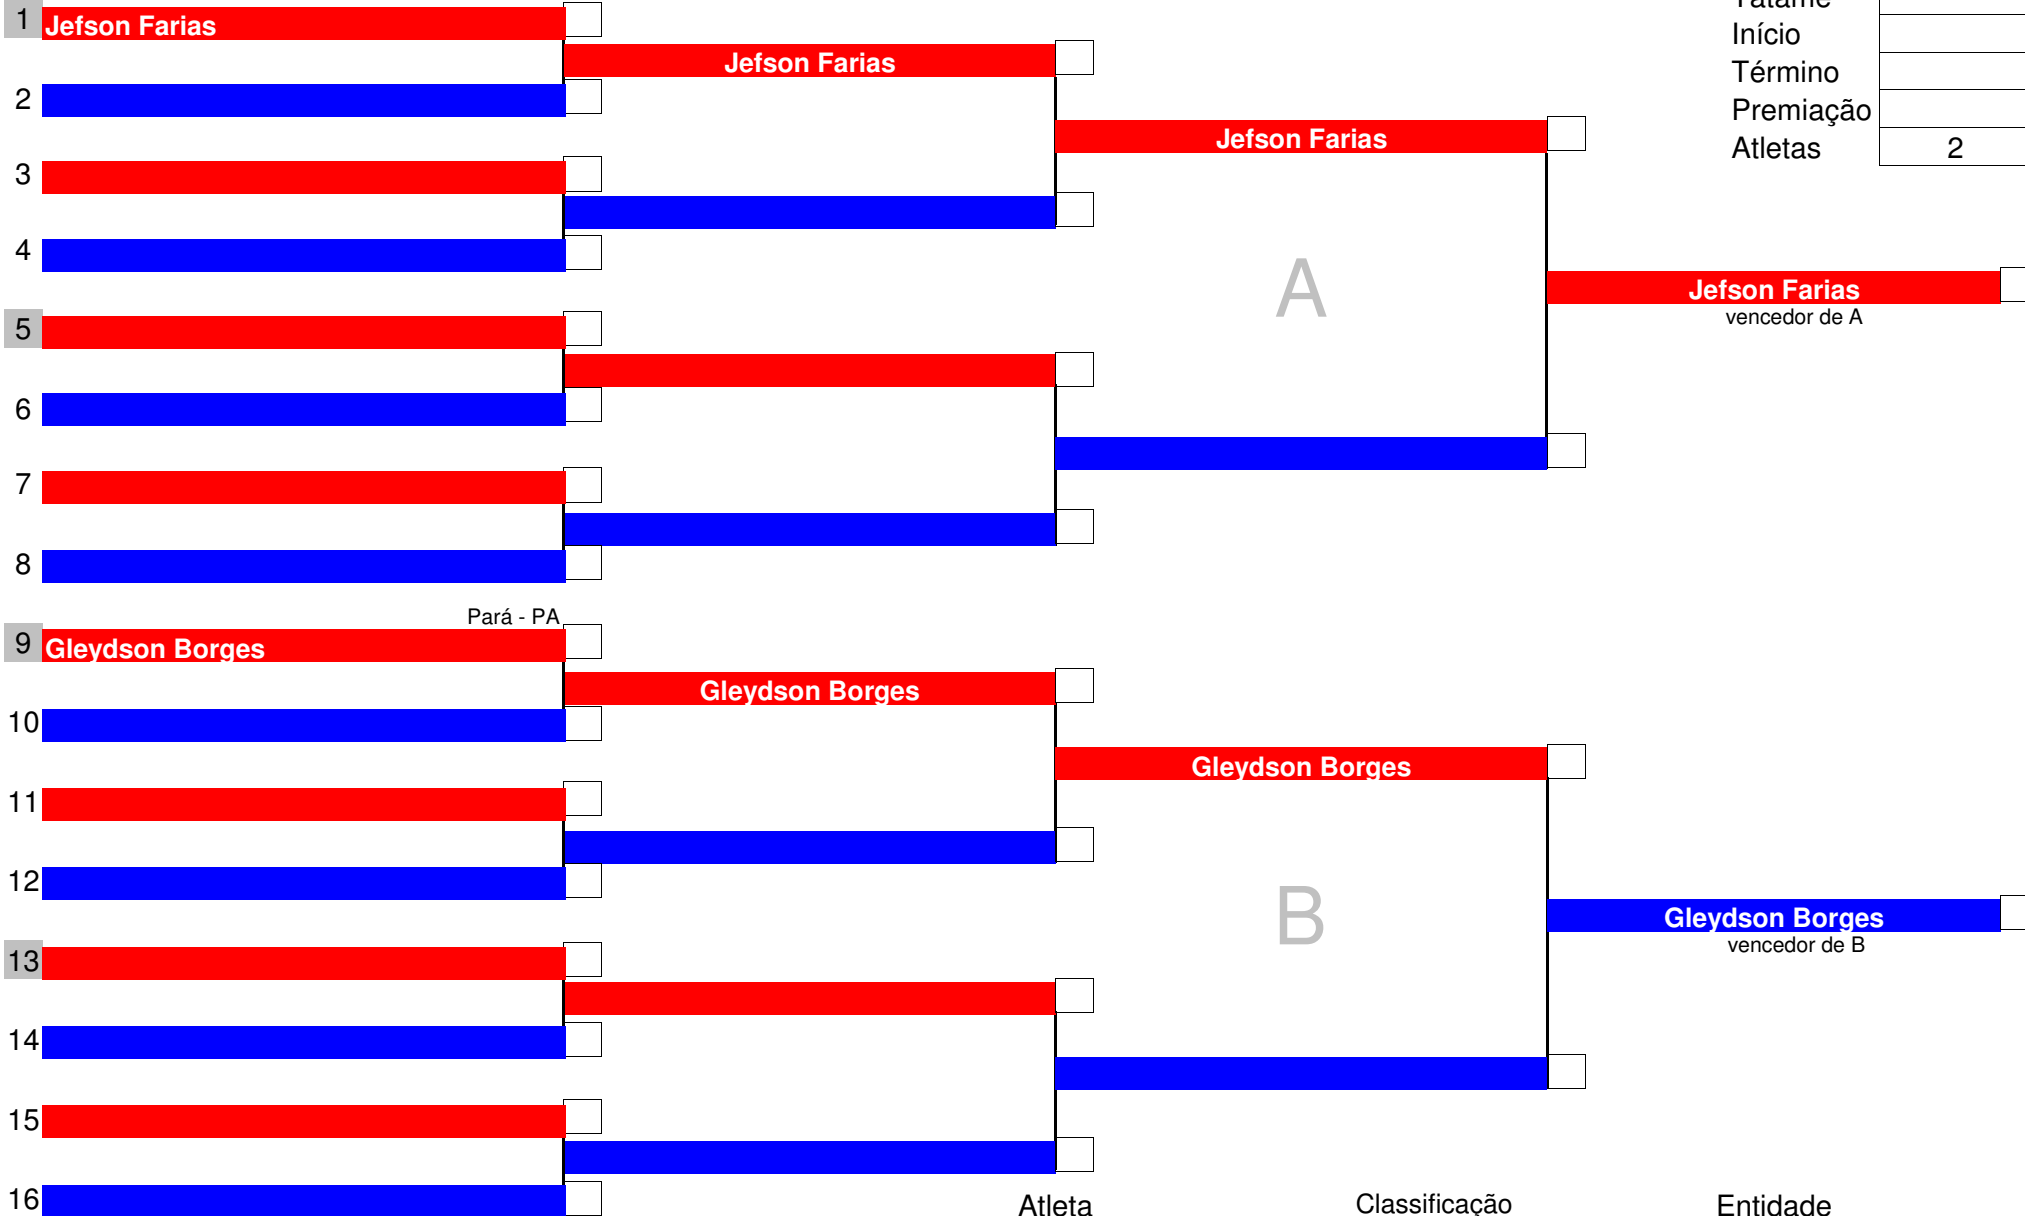 Tatame
1 Jefson Farias
Início
Jefson Farias
Término
2
Premiação
Jefson Farias
Atletas 2
3
4
A
Jefson Farias
vencedor de A
5
6
7
8
Pará - PA
9 Gleydson Borges
Gleydson Borges
10
Gleydson Borges
11
12
B
Gleydson Borges
vencedor de B
13
14
15
16
Atleta Classificação Entidade